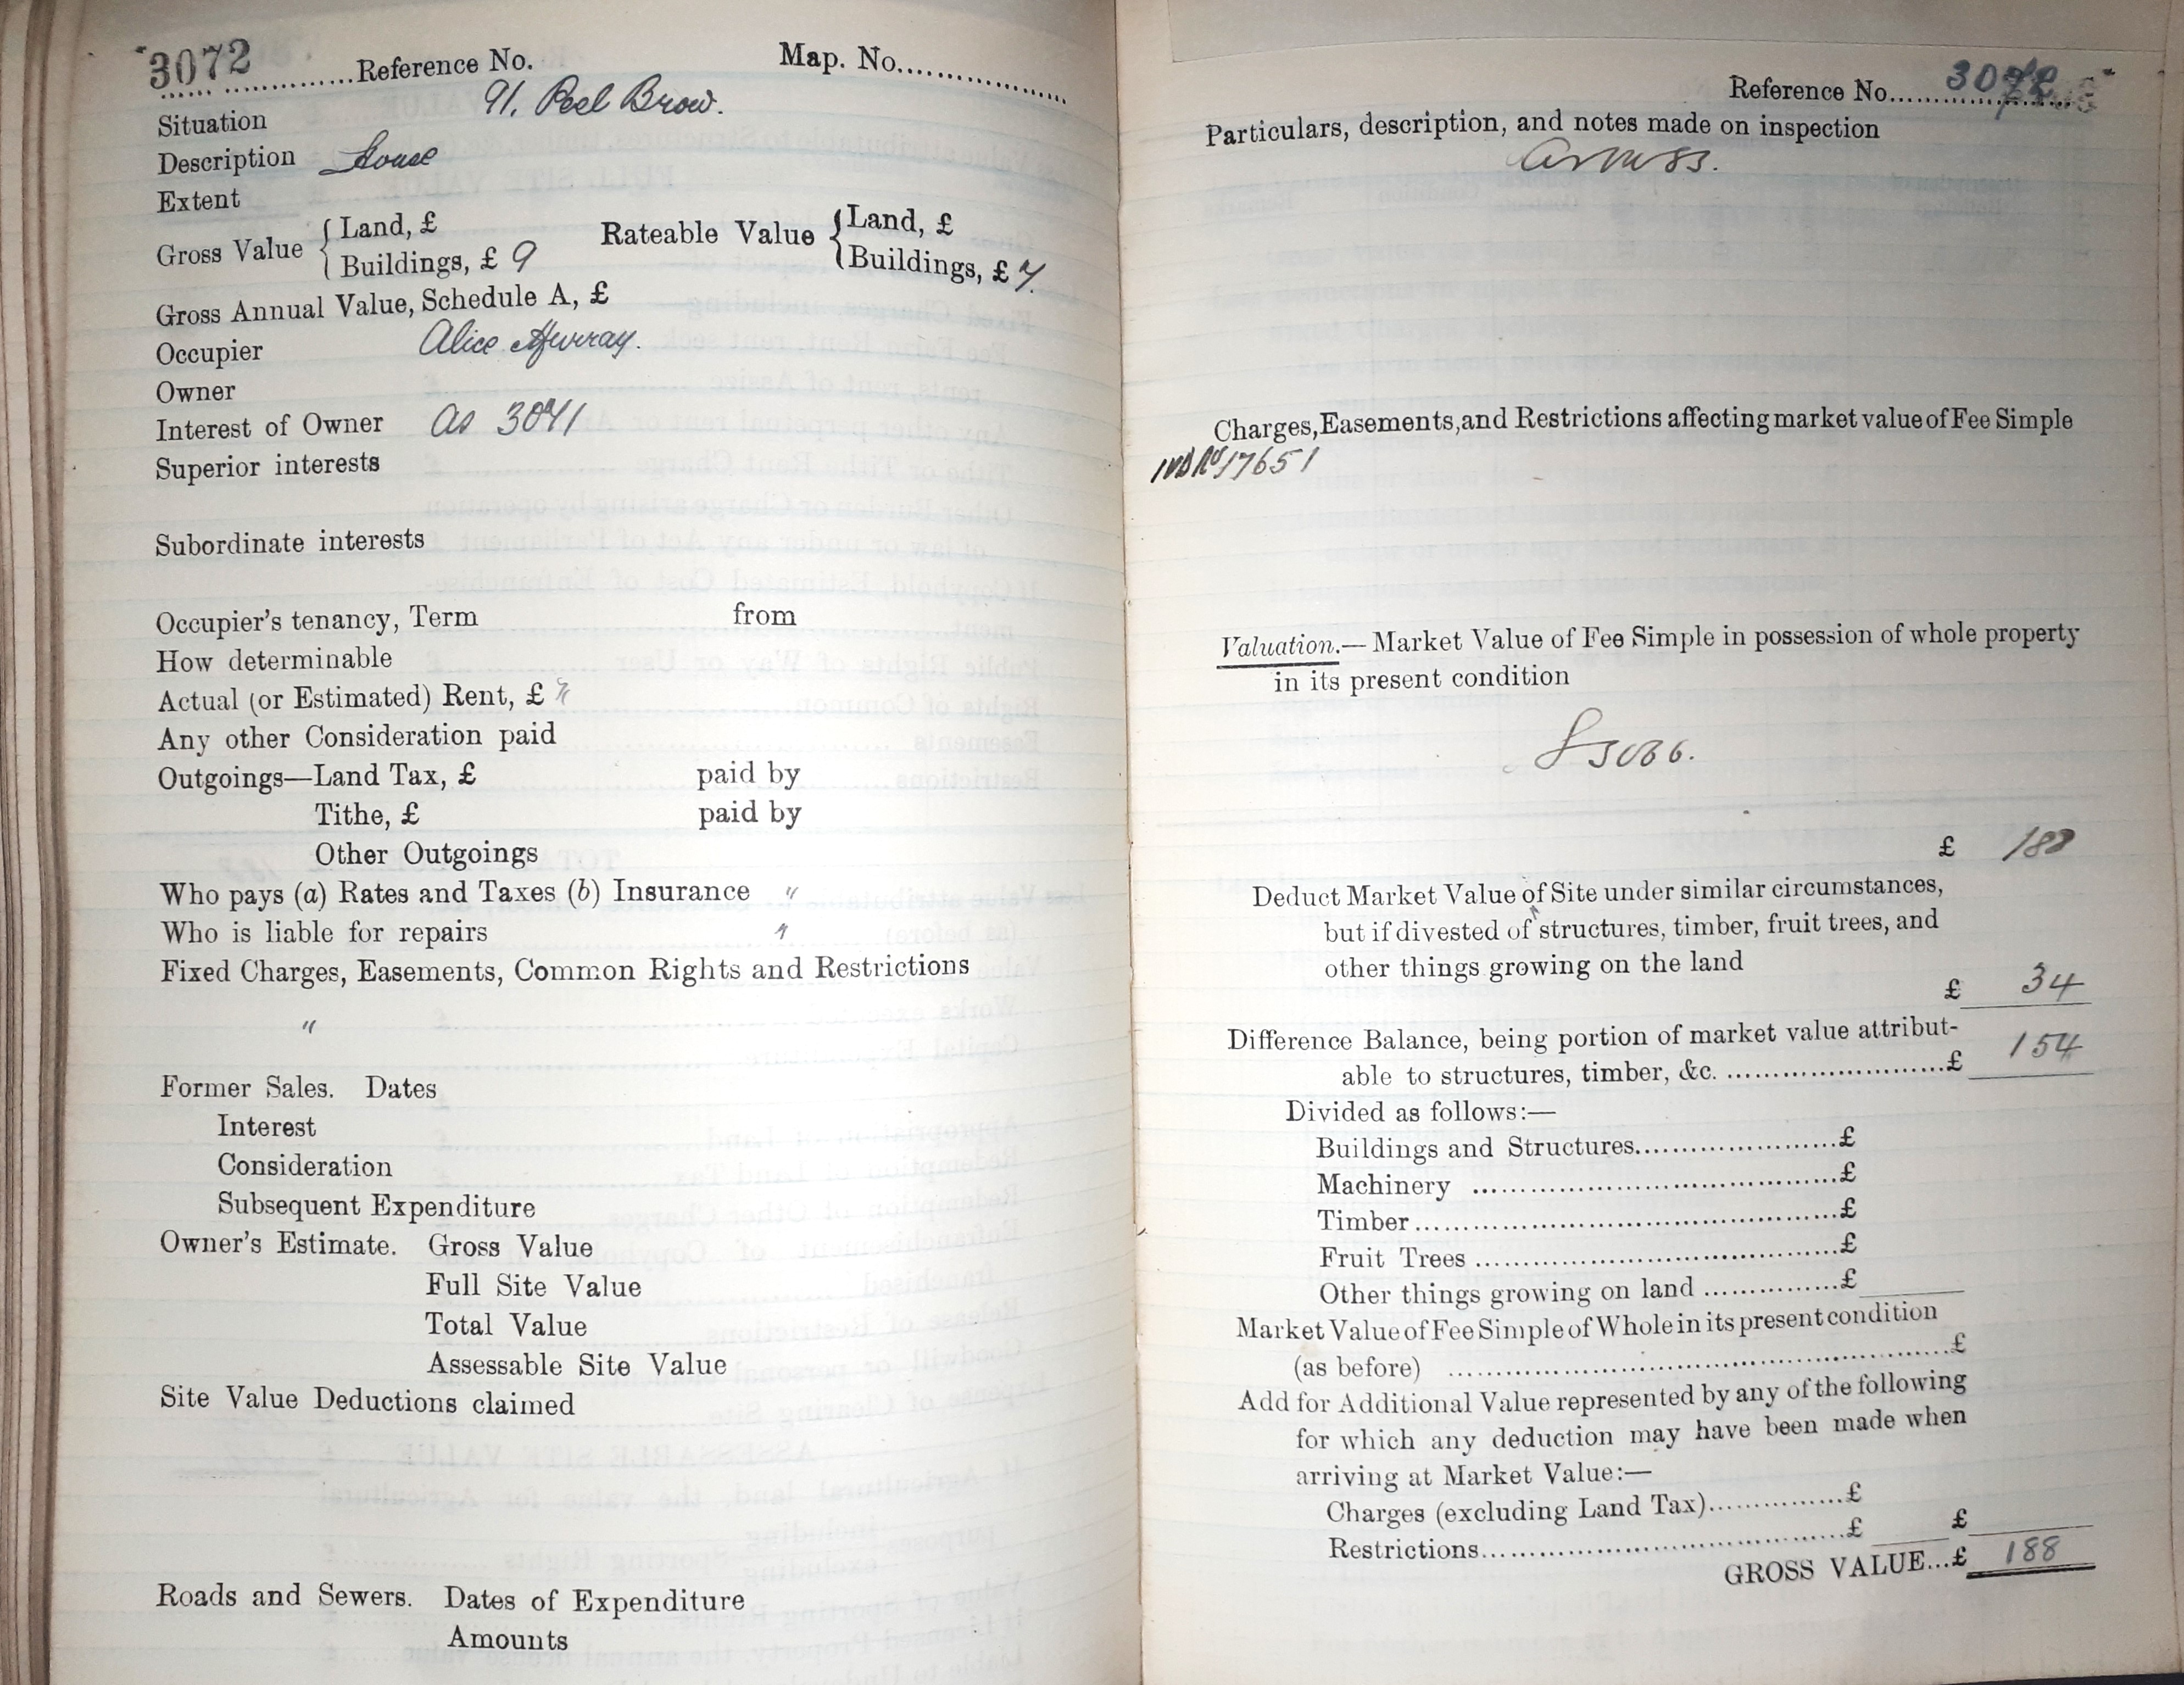 3072 Reference No. Map. No.
Situation 91, Peel Brow.
Description House
Extent
Gross Value { Land, £
Buildings, £ 9
Rateable Value { Land, £
Buildings, £ 7.
Gross Annual Value, Schedule A, £
Occupier Alice Murray.
Owner
Interest of Owner as 3071
Superior interests
Subordinate interests
Occupier's tenancy, Term from
How determinable
Actual (or Estimated) Rent, £ "
Any other Consideration paid
Outgoings—Land Tax, £ paid by
Tithe, £ paid by
Other Outgoings
Who pays (a) Rates and Taxes (b) Insurance "
Who is liable for repairs "
Fixed Charges, Easements, Common Rights and Restrictions
"
Former Sales. Dates
Interest
Consideration
Subsequent Expenditure
Owner's Estimate. Gross Value
Full Site Value
Total Value
Assessable Site Value
Site Value Deductions claimed
Roads and Sewers. Dates of Expenditure
Amounts
Reference No. 3072
Particulars, description, and notes made on inspection
Charges, Easements, and Restrictions affecting market value of Fee Simple
17651
Valuation.—Market Value of Fee Simple in possession of whole property
in its present condition
£ 188
Deduct Market Value of Site under similar circumstances,
but if divested of structures, timber, fruit trees, and
other things growing on the land
£ 34
Difference Balance, being portion of market value attribut-
able to structures, timber, &c. £ 154
Divided as follows:—
Buildings and Structures £
Machinery £
Timber £
Fruit Trees £
Other things growing on land £
Market Value of Fee Simple of Whole in its present condition
(as before) £
Add for Additional Value represented by any of the following
for which any deduction may have been made when
arriving at Market Value:—
Charges (excluding Land Tax) £
Restrictions £ £
GROSS VALUE...£ 188